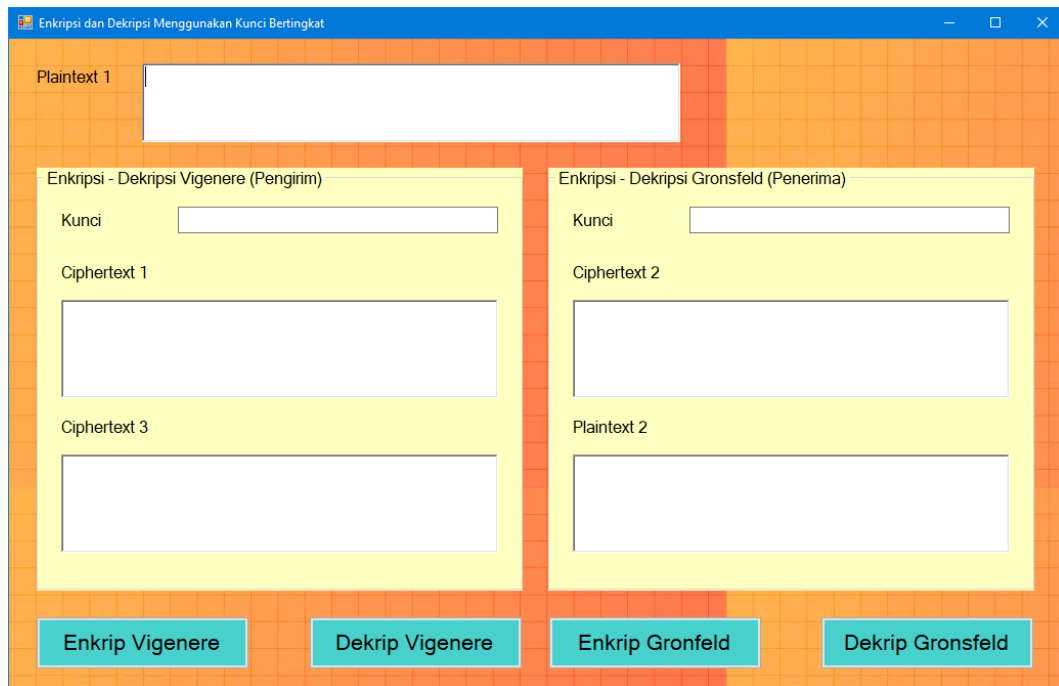 Enkripsi dan Dekripsi Menggunakan Kunci Bertingkat
Plaintext 1
Enkripsi - Dekripsi Vigenere (Pengirim)
Kunci
Ciphertext 1
Ciphertext 3
Enkripsi - Dekripsi Gronsfeld (Penerima)
Kunci
Ciphertext 2
Plaintext 2
Enkrip Vigenere
Dekrip Vigenere
Enkrip Gronfeld
Dekrip Gronsfeld